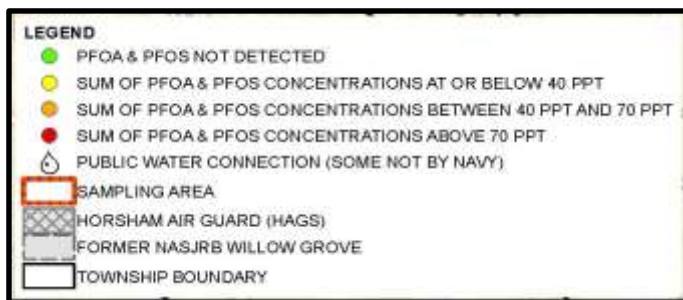 LEGEND
PFOA & PFOS NOT DETECTED
SUM OF PFOA & PFOS CONCENTRATIONS AT OR BELOW 40 PPT
SUM OF PFOA & PFOS CONCENTRATIONS BETWEEN 40 PPT AND 70 PPT
SUM OF PFOA & PFOS CONCENTRATIONS ABOVE 70 PPT
PUBLIC WATER CONNECTION (SOME NOT BY NAVY)
SAMPLING AREA
HORSHAM AIR GUARD (HAGS)
FORMER NASJRB WILLOW GROVE
TOWNSHIP BOUNDARY